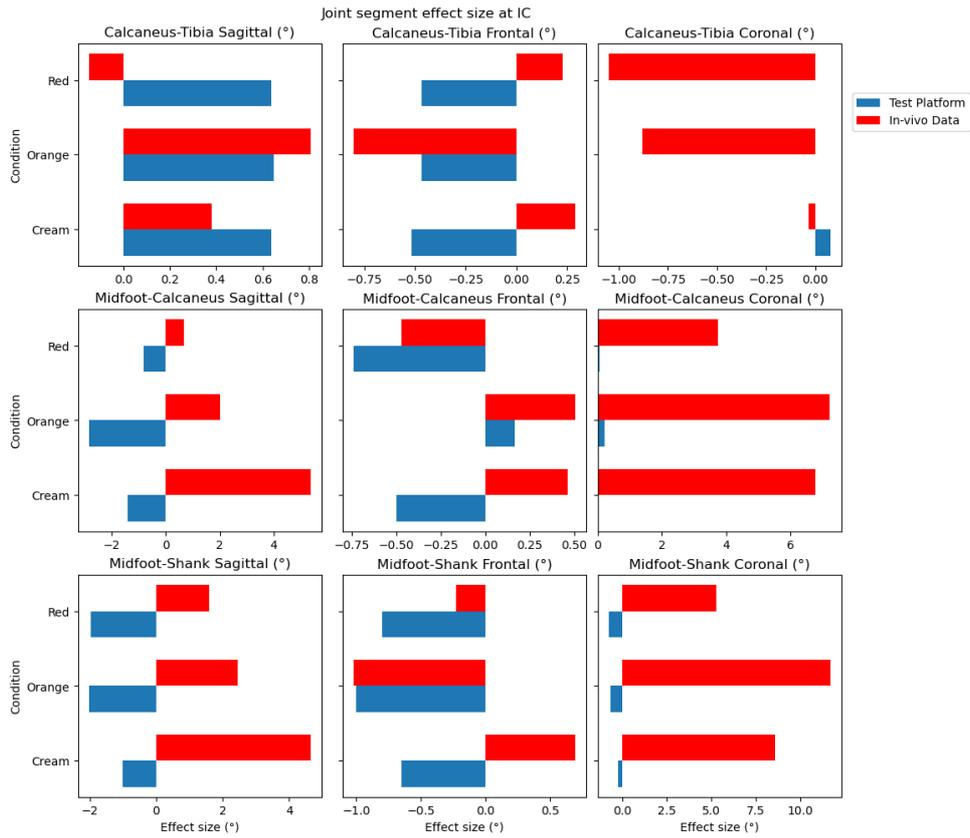 Joint segment effect size at IC
Calcaneus-Tibia Sagittal (°) Calcaneus-Tibia Frontal (°) Calcaneus-Tibia Coronal (°)
Red
Orange
Cream
Condition
0.0 0.2 0.4 0.6 0.8
−0.75 −0.50 −0.25 0.00 0.25
−1.00 −0.75 −0.50 −0.25 0.00
Test Platform
In-vivo Data
Midfoot-Calcaneus Sagittal (°) Midfoot-Calcaneus Frontal (°) Midfoot-Calcaneus Coronal (°)
Red
Orange
Cream
Condition
−2 0 2 4
−0.75 −0.50 −0.25 0.00 0.25 0.50
0 2 4 6
Midfoot-Shank Sagittal (°) Midfoot-Shank Frontal (°) Midfoot-Shank Coronal (°)
Red
Orange
Cream
Condition
−2 0 2 4
−1.0 −0.5 0.0 0.5
0.0 2.5 5.0 7.5 10.0
Effect size (°) Effect size (°) Effect size (°)